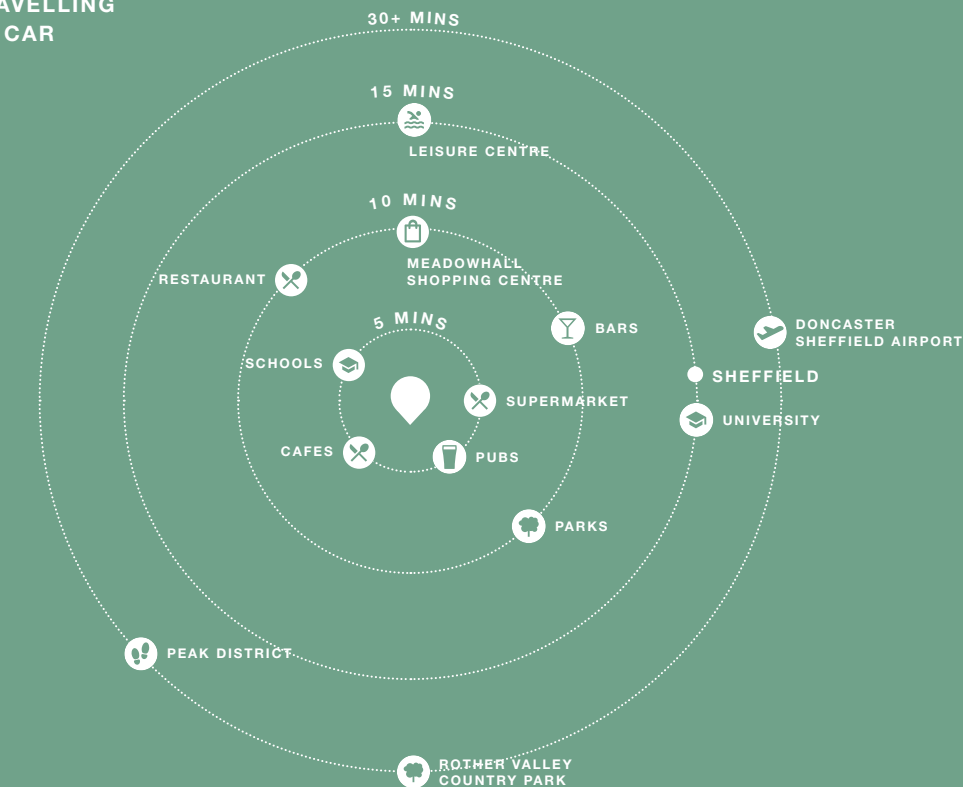 AVELLING
CAR
30+ MINS
15 MINS
LEISURE CENTRE
10 MINS
MEADOWHALL
SHOPPING CENTRE
RESTAURANT
5 MINS
BARS
DONCASTER
SHEFFIELD AIRPORT
SCHOOLS
SHEFFIELD
SUPERMARKET
UNIVERSITY
CAFES
PUBS
PARKS
PEAK DISTRICT
ROTHER VALLEY
COUNTRY PARK